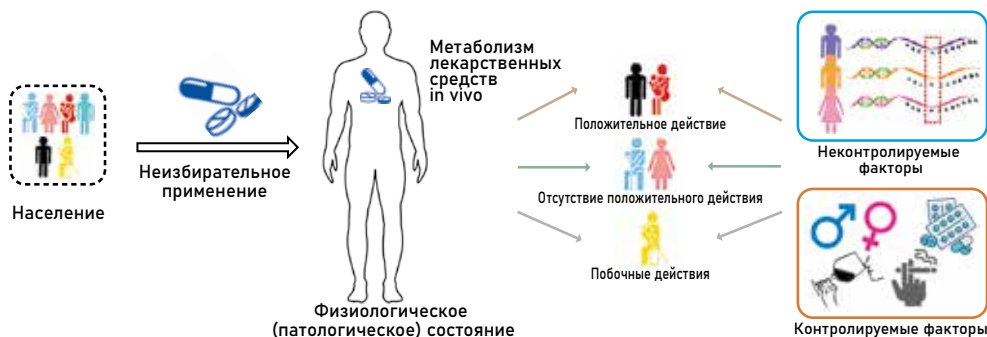 Население
Неизбирательное
применение
Физиологическое
(патологическое) состояние
Метаболизм
лекарственных
средств
in vivo
Положительное действие
Отсутствие положительного действия
Побочные действия
Неконтролируемые
факторы
Контролируемые факторы